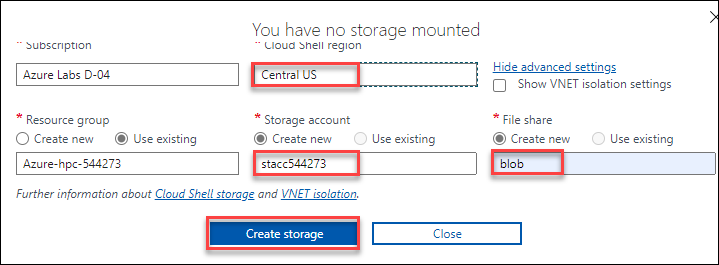 You have no storage mounted
* Subscription
* Cloud Shell region
Azure Labs D-04
Central US
Hide advanced settings
Show VNET isolation settings
* Resource group
* Storage account
* File share
Create new Use existing
Create new Use existing
Create new Use existing
Azure-hpc-544273
stacc544273
blob
Further information about Cloud Shell storage and VNET isolation.
Create storage
Close